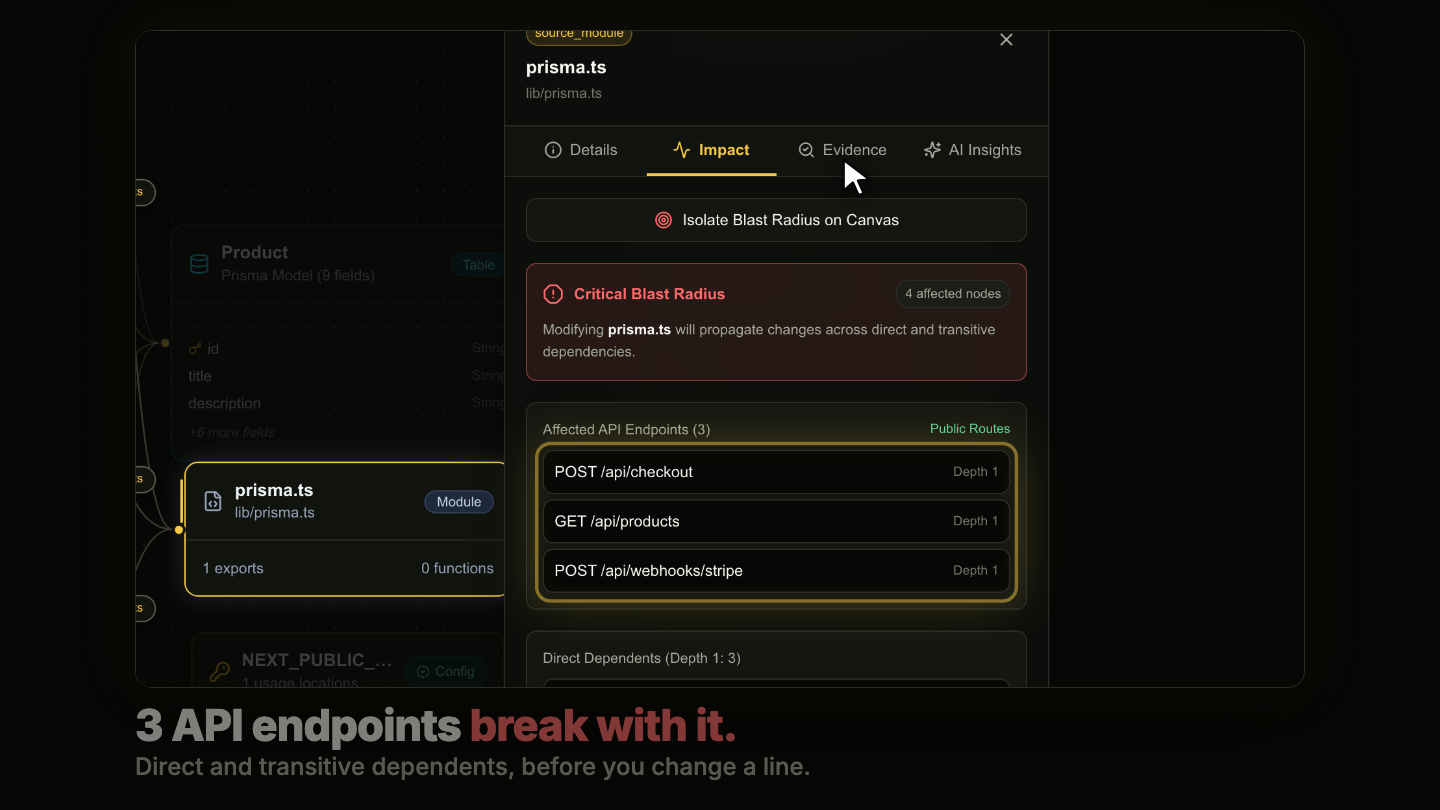 source_module
prisma.ts
lib/prisma.ts
Details
Impact
Evidence
AI Insights
Isolate Blast Radius on Canvas
Critical Blast Radius
4 affected nodes
Modifying prisma.ts will propagate changes across direct and transitive
dependencies.
Affected API Endpoints (3)
Public Routes
POST /api/checkout
Depth 1
GET /api/products
Depth 1
POST /api/webhooks/stripe
Depth 1
Direct Dependents (Depth 1: 3)
Product
Prisma Model (9 fields)
Table
id
String
title
String
description
String
+6 more fields
prisma.ts
lib/prisma.ts
Module
1 exports
0 functions
NEXT_PUBLIC_...
1 usage locations
Config
3 API endpoints break with it.
Direct and transitive dependents, before you change a line.